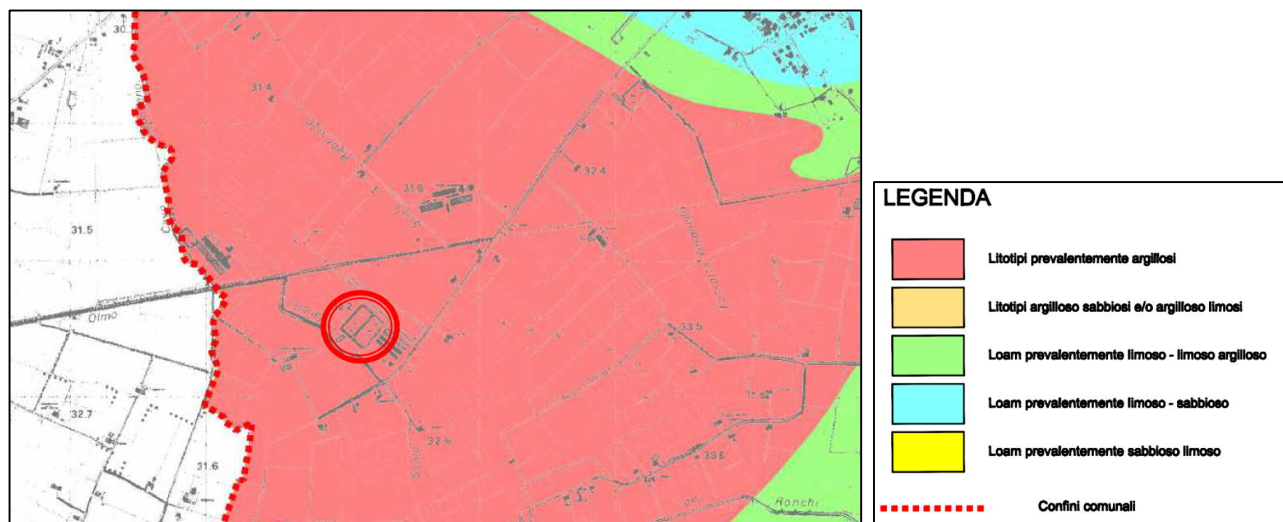 30.
31.4
32.4
31.6
31.5
Olmo
33.5
32.7
32.6
33.6
31.6
Ronchi
LEGENDA
Litotipi prevalentemente argillosi
Litotipi argilloso sabbiosi e/o argilloso limosi
Loam prevalentemente limoso - limoso argilloso
Loam prevalentemente limoso - sabbioso
Loam prevalentemente sabbioso limoso
Confini comunali